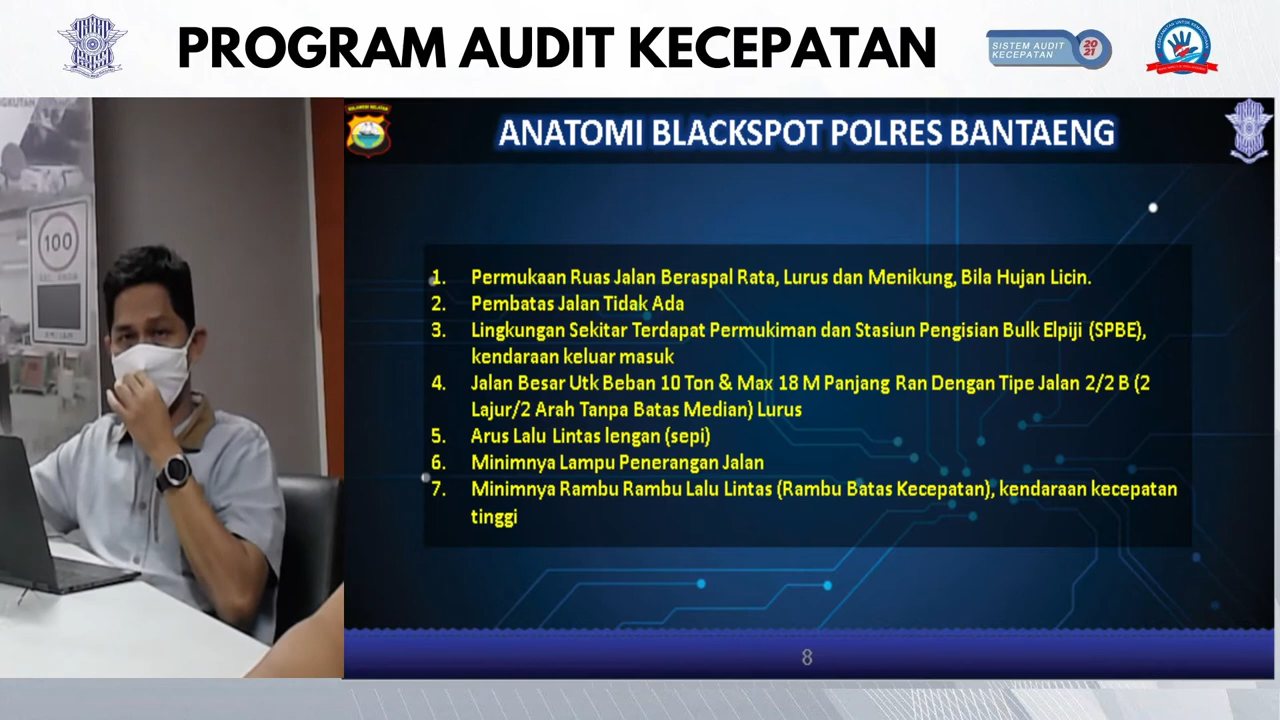 PROGRAM AUDIT KECEPATAN
SISTEM AUDIT
KECEPATAN
20
21
100
SULAWESI SELATAN
ANATOMI BLACKSPOT POLRES BANTAENG
1. Permukaan Ruas Jalan Beraspal Rata, Lurus dan Menikung, Bila Hujan Licin.
2. Pembatas Jalan Tidak Ada
3. Lingkungan Sekitar Terdapat Permukiman dan Stasiun Pengisian Bulk Elpiji (SPBE),
kendaraan keluar masuk
4. Jalan Besar Utk Beban 10 Ton & Max 18 M Panjang Ran Dengan Tipe Jalan 2/2 B (2
Lajur/2 Arah Tanpa Batas Median) Lurus
5. Arus Lalu Lintas lengan (sepi)
6. Minimnya Lampu Penerangan Jalan
7. Minimnya Rambu Rambu Lalu Lintas (Rambu Batas Kecepatan), kendaraan kecepatan
tinggi
8